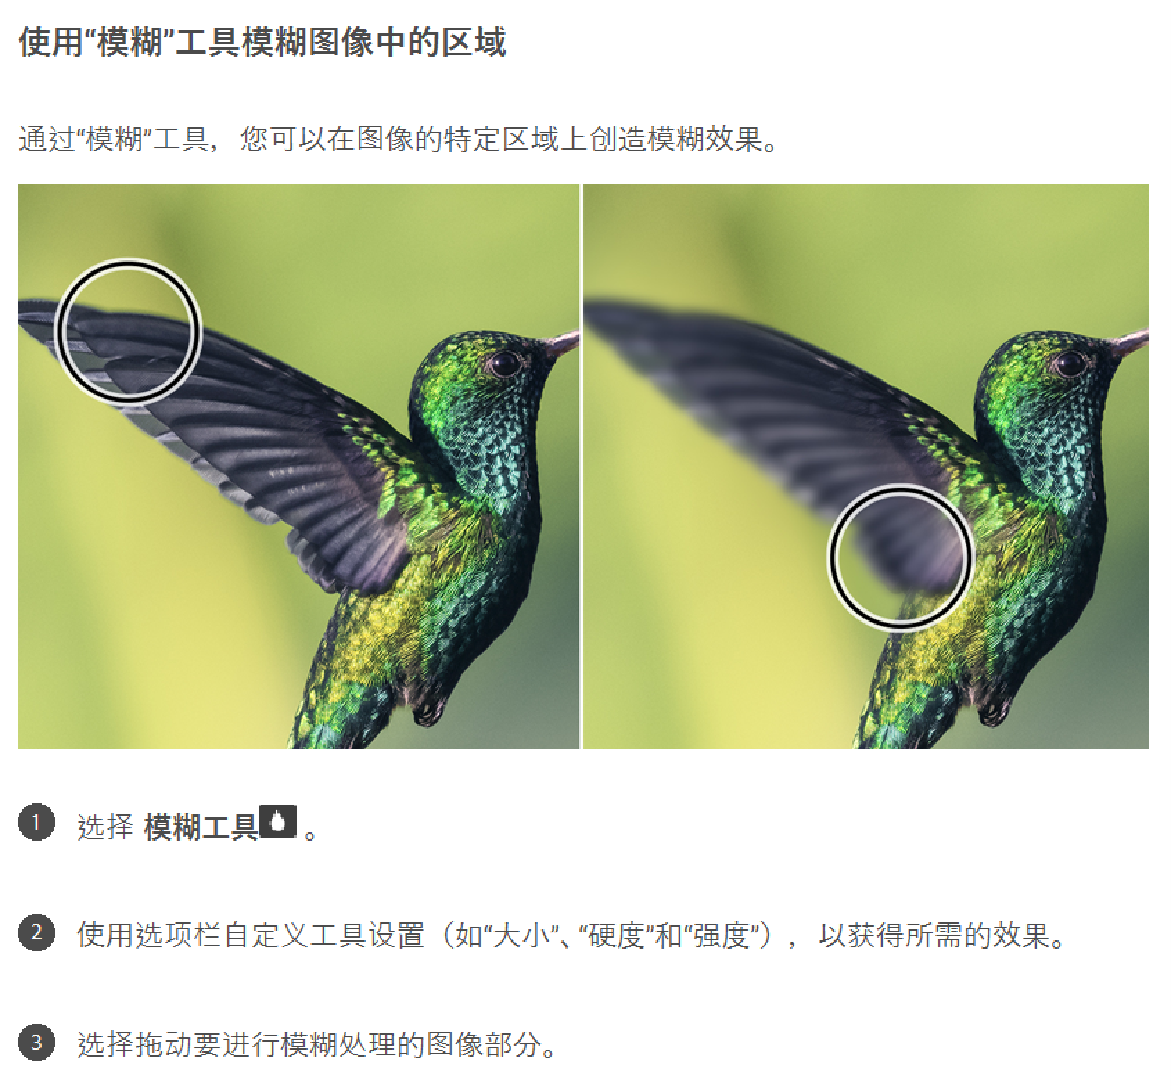 使用“模糊”工具模糊图像中的区域
通过“模糊”工具，您可以在图像的特定区域上创造模糊效果。
1 选择 模糊工具 。
2 使用选项栏自定义工具设置（如“大小”、“硬度”和“强度”），以获得所需的效果。
3 选择拖动要进行模糊处理的图像部分。